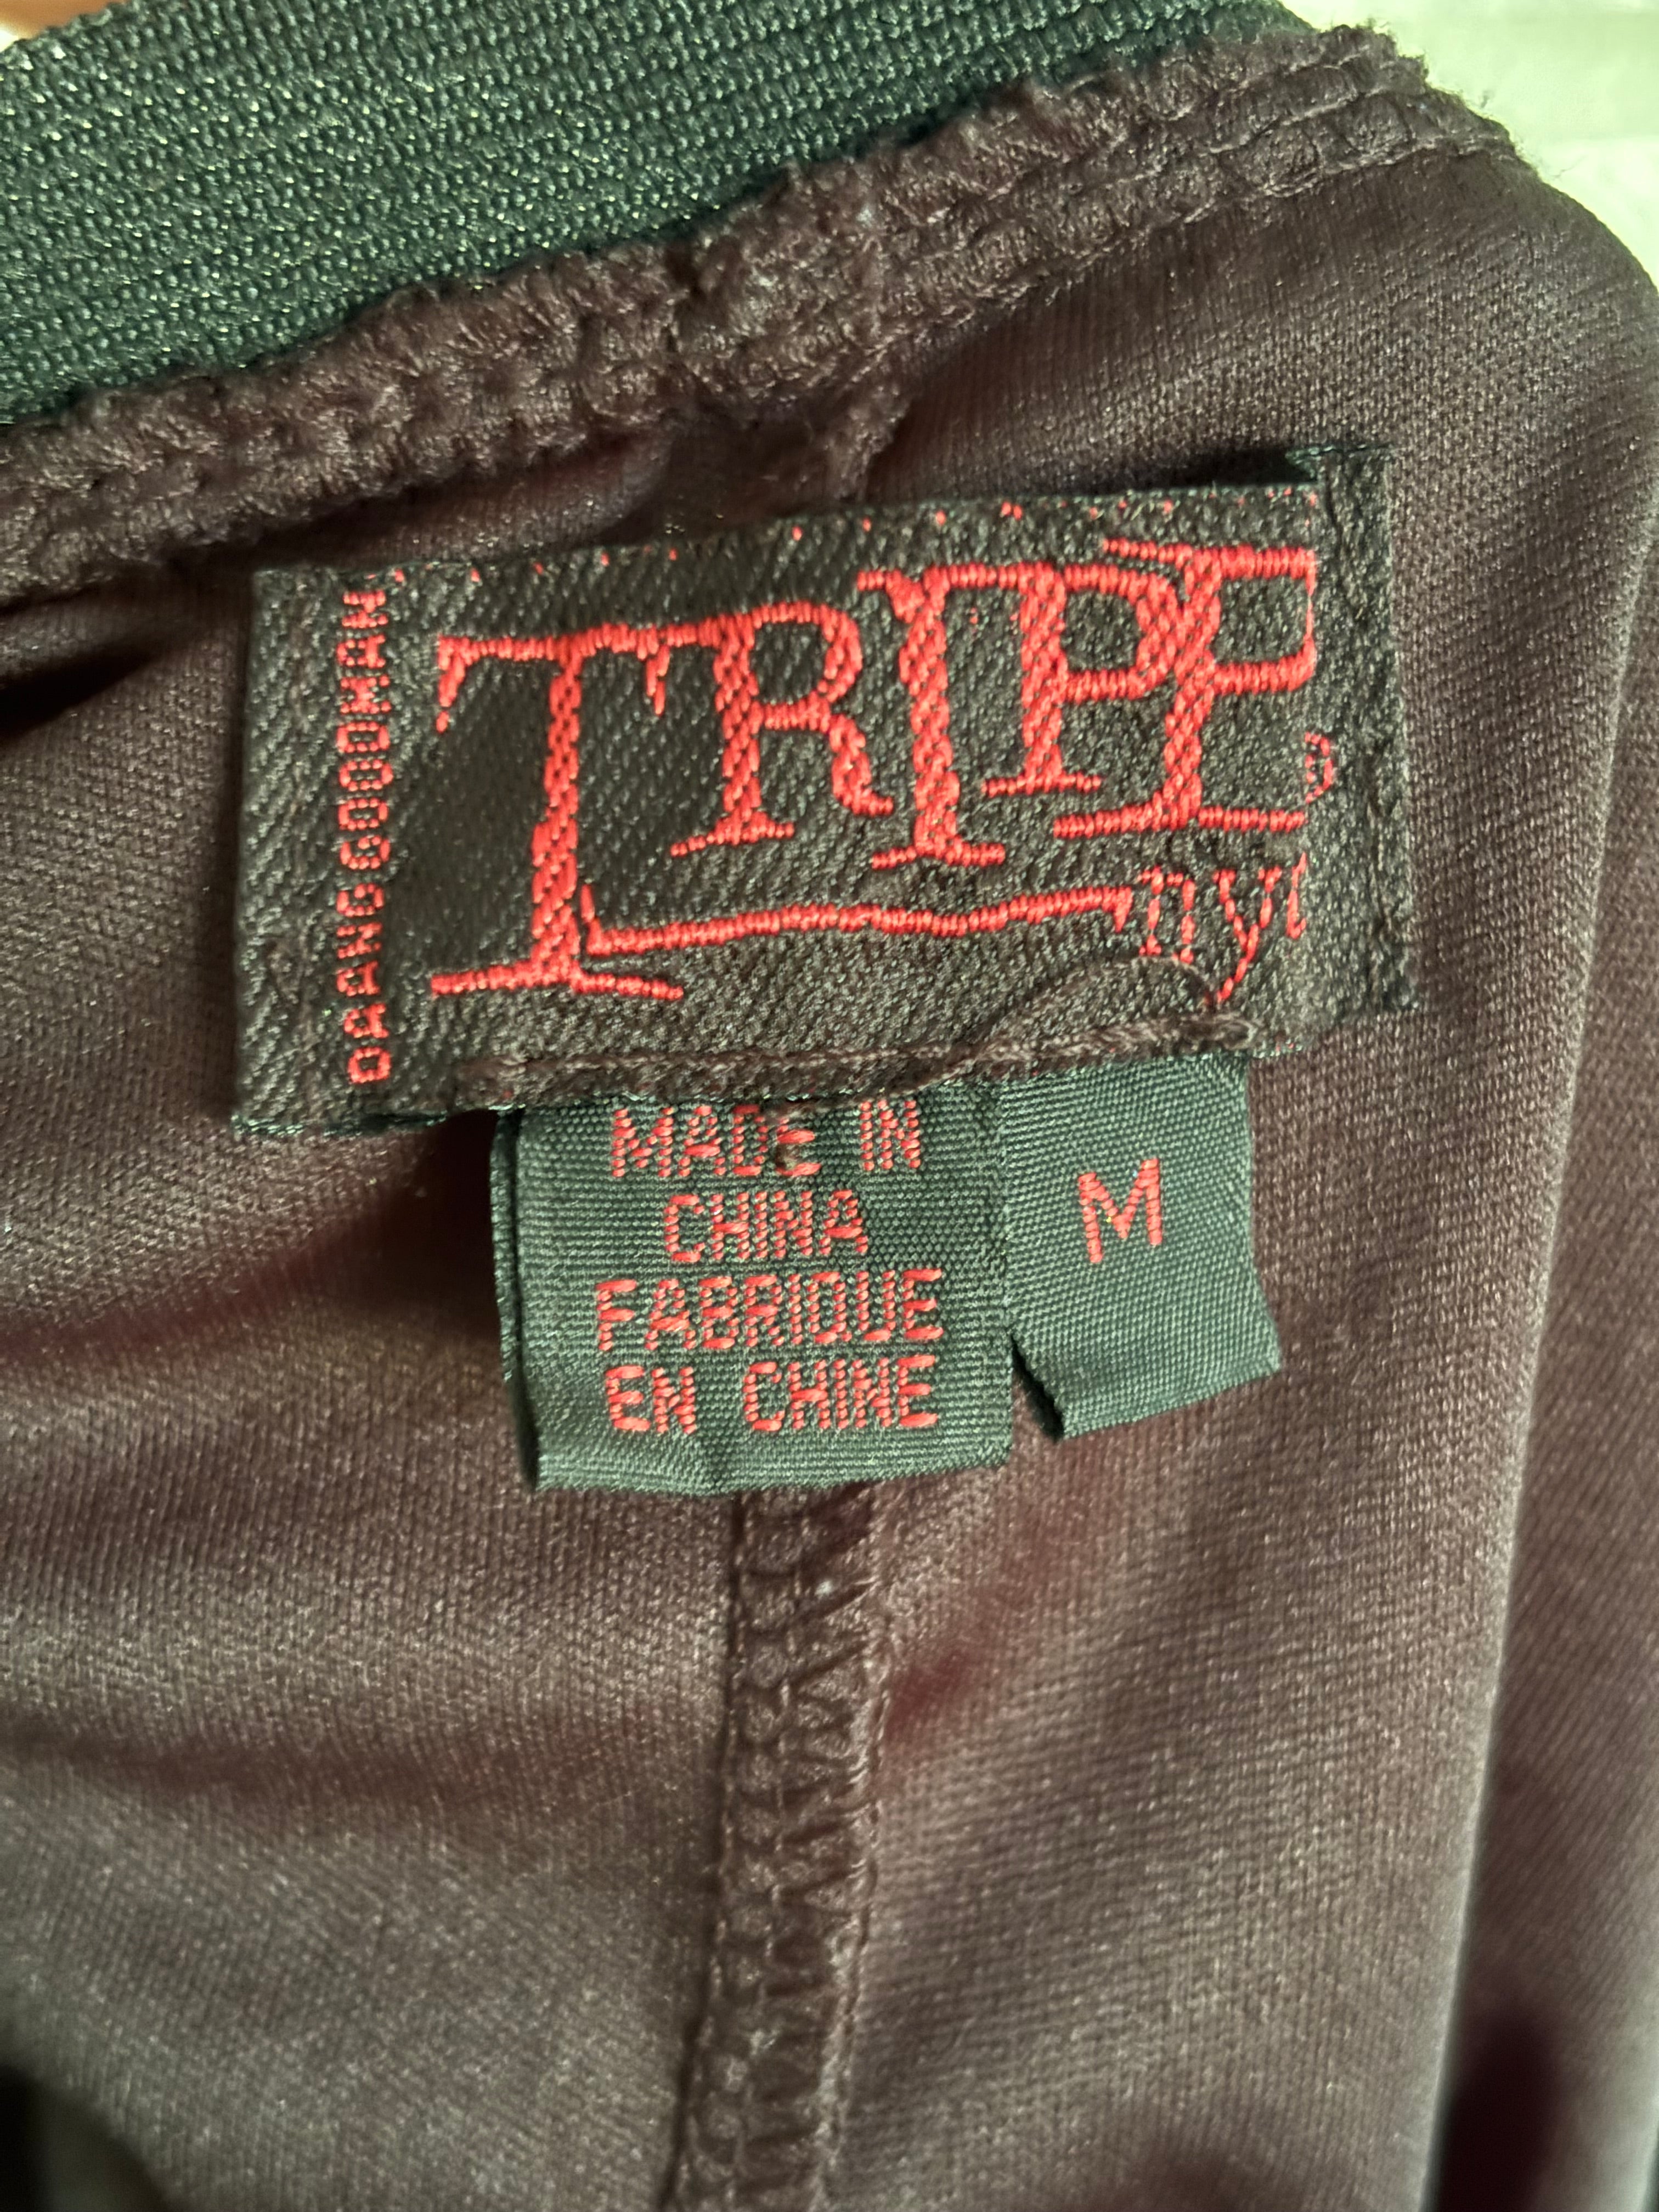 DAANG GOODMAN
TRIPP
nyc
MADE IN
CHINA
FABRIQUE
EN CHINE
M